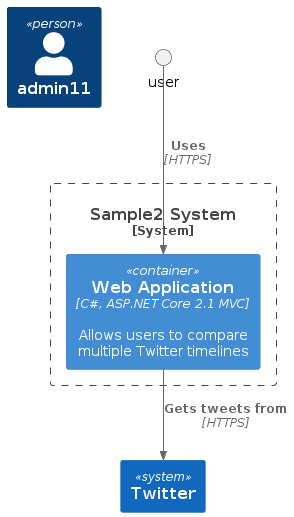 «person»
admin11
user
Uses
[HTTPS]
Sample2 System
[System]
«container»
Web Application
[C#, ASP.NET Core 2.1 MVC]
Allows users to compare
multiple Twitter timelines
Gets tweets from
[HTTPS]
«system»
Twitter